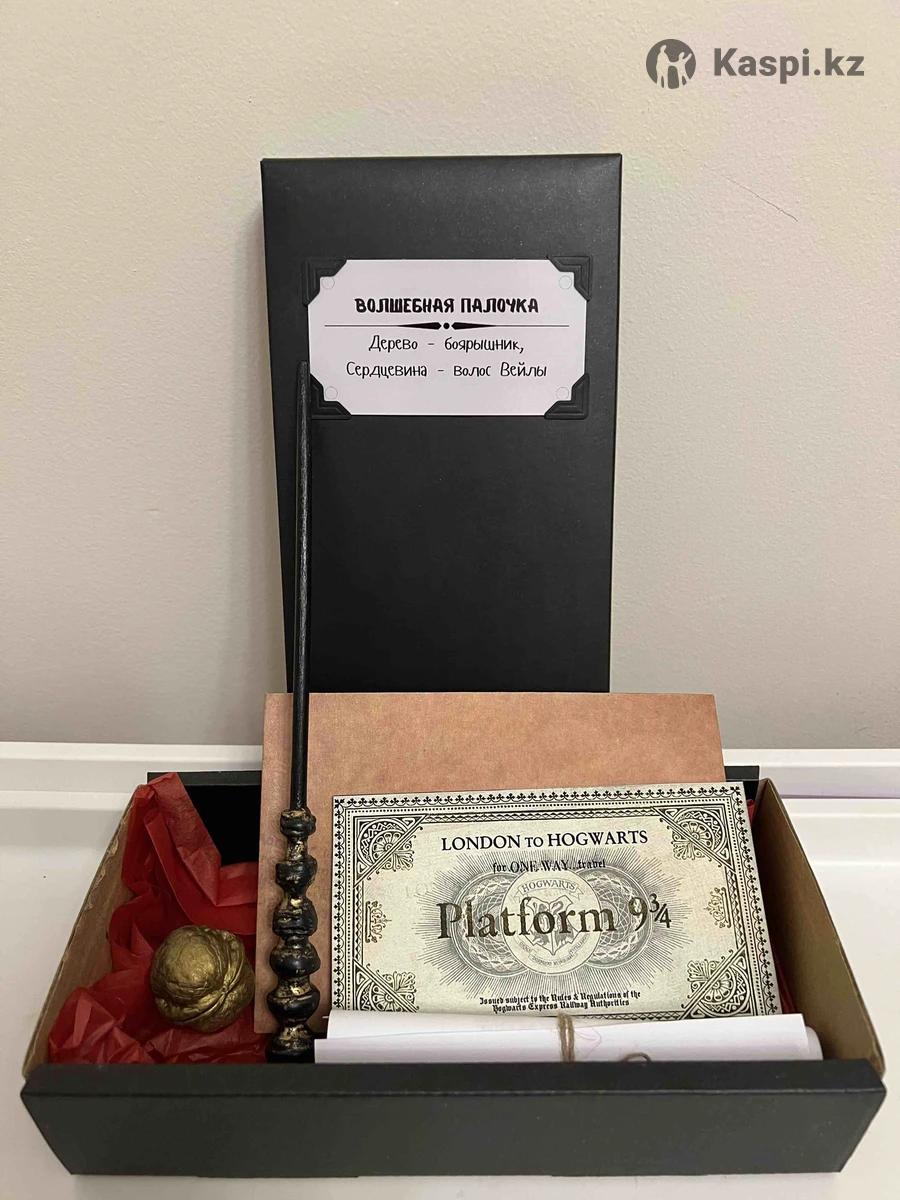 Kaspi.kz
ВОЛШЕБНАЯ ПАЛОЧКА
Дерево - боярышник,
Сердцевина - волос Вейлы
LONDON TO HOGWARTS
for ONE WAY travel
HOGWARTS
Platform 9¾
Issued subject to the Rules & Regulations of the
Hogwarts Express Railway Authorities